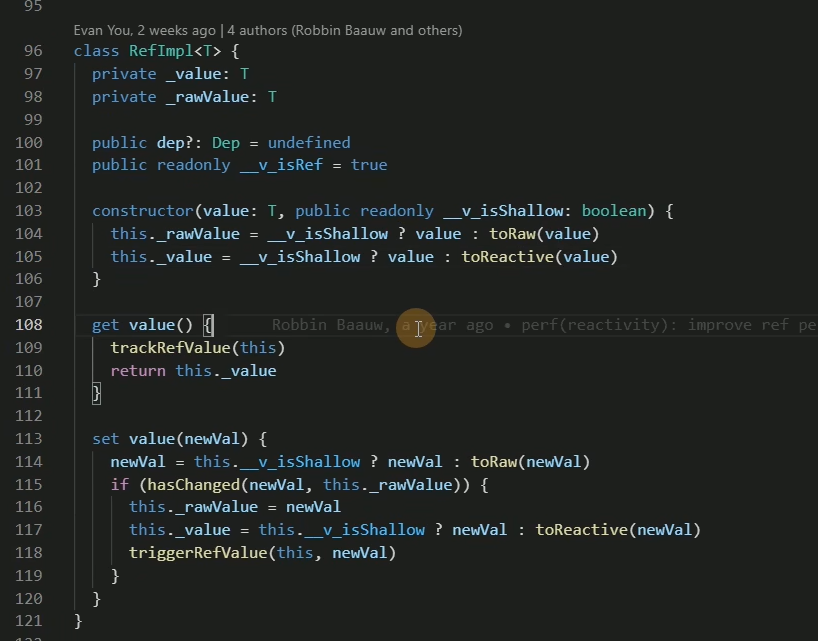 95
Evan You, 2 weeks ago | 4 authors (Robbin Baauw and others)
96 class RefImpl<T> {
97 private _value: T
98 private _rawValue: T
99
100 public dep?: Dep = undefined
101 public readonly __v_isRef = true
102
103 constructor(value: T, public readonly __v_isShallow: boolean) {
104 this._rawValue = __v_isShallow ? value : toRaw(value)
105 this._value = __v_isShallow ? value : toReactive(value)
106 }
107
108 get value() { Robbin Baauw, a year ago • perf(reactivity): improve ref pe
109 trackRefValue(this)
110 return this._value
111 }
112
113 set value(newVal) {
114 newVal = this.__v_isShallow ? newVal : toRaw(newVal)
115 if (hasChanged(newVal, this._rawValue)) {
116 this._rawValue = newVal
117 this._value = this.__v_isShallow ? newVal : toReactive(newVal)
118 triggerRefValue(this, newVal)
119 }
120 }
121 }